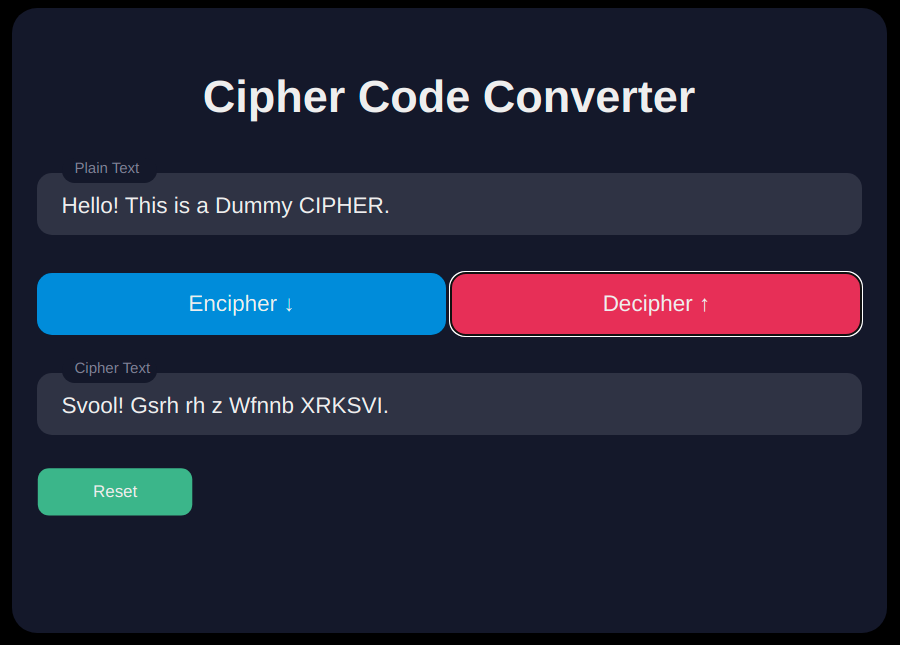 Cipher Code Converter
Plain Text
Hello! This is a Dummy CIPHER.
Encipher ↓
Decipher ↑
Cipher Text
Svool! Gsrh rh z Wfnnb XRKSVI.
Reset